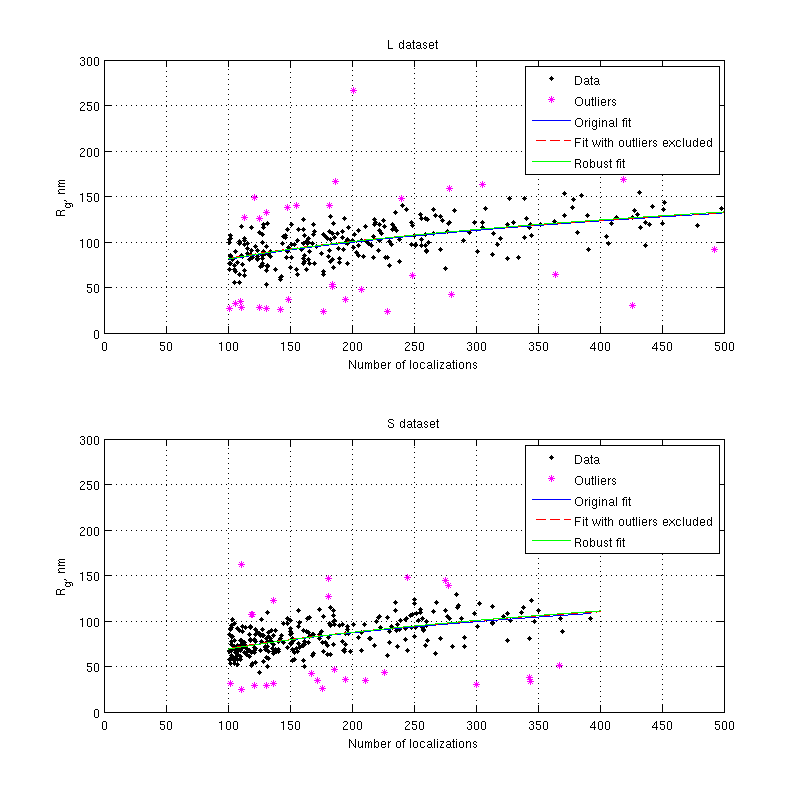 L dataset
300
250
200
150
100
50
0
Rg, nm
Data
Outliers
Original fit
Fit with outliers excluded
Robust fit
0 50 100 150 200 250 300 350 400 450 500
Number of localizations
S dataset
300
250
200
150
100
50
0
Rg, nm
Data
Outliers
Original fit
Fit with outliers excluded
Robust fit
0 50 100 150 200 250 300 350 400 450 500
Number of localizations